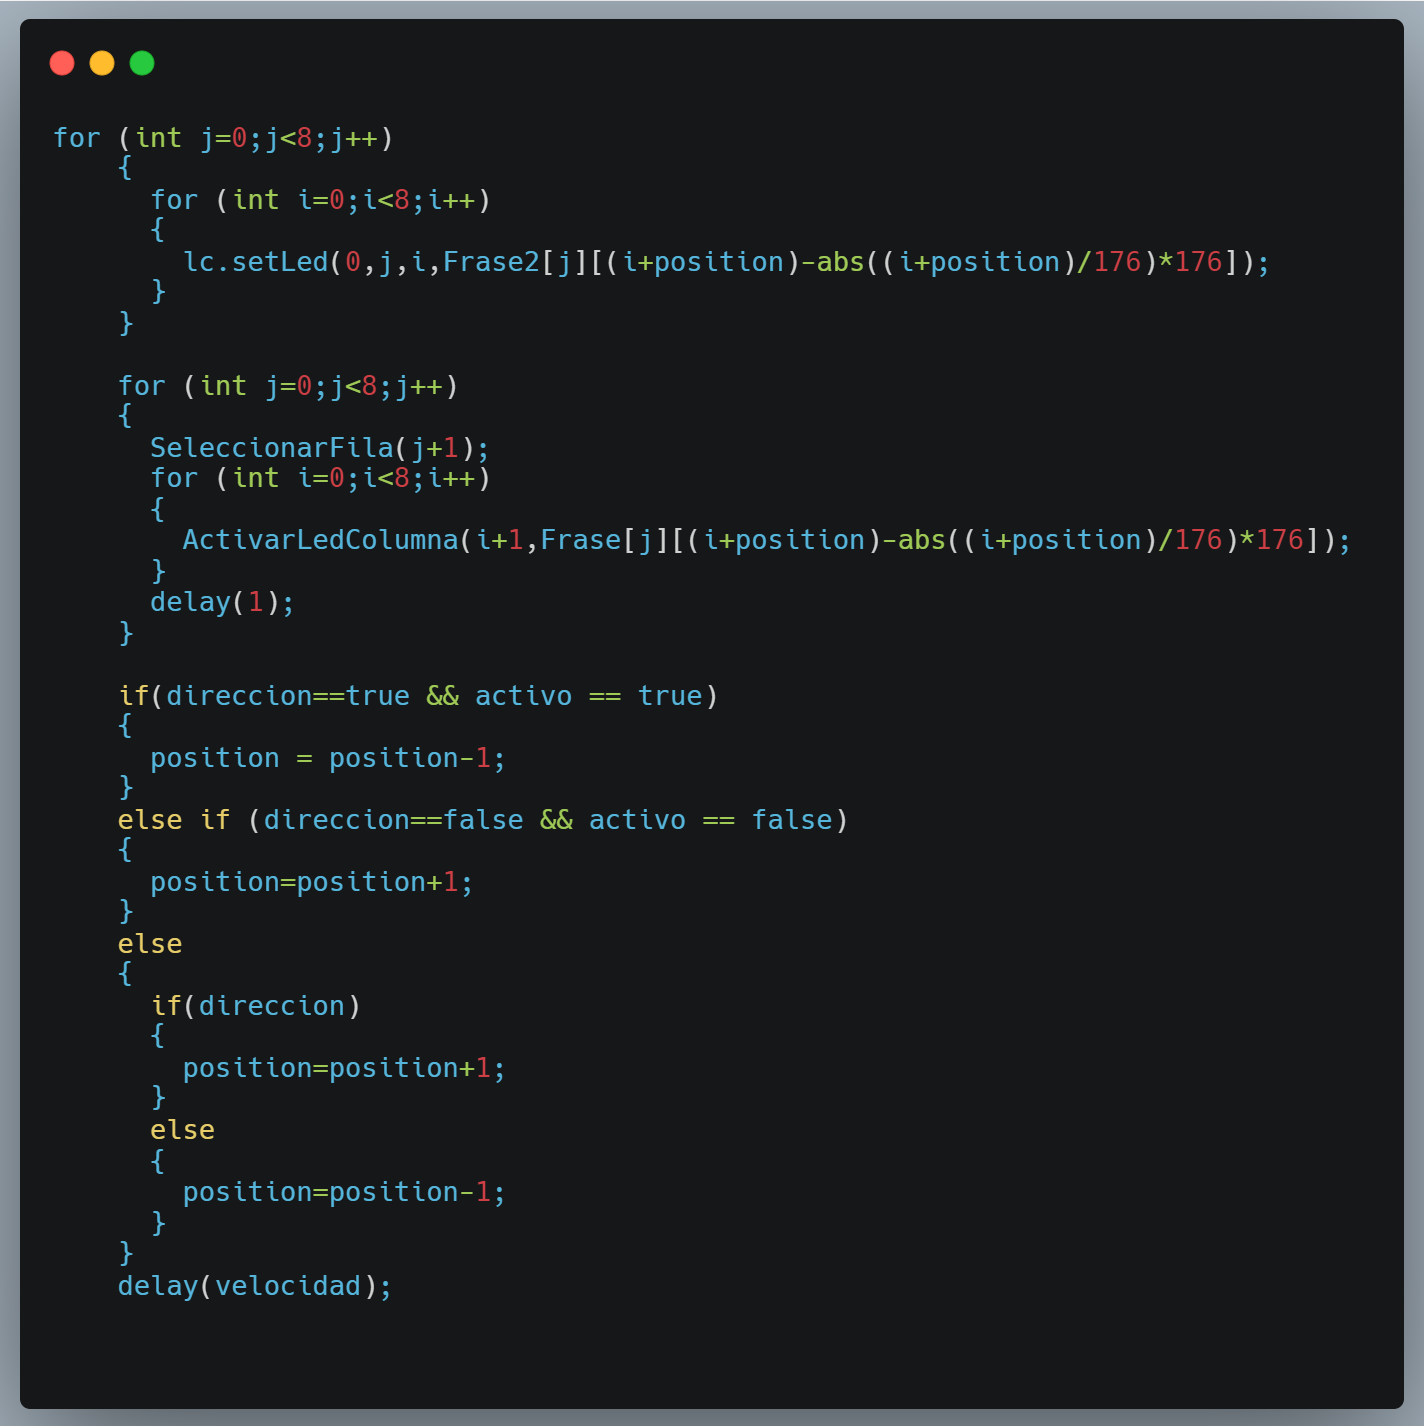 for (int j=0;j<8;j++)
    {
      for (int i=0;i<8;i++)
      {
        lc.setLed(0,j,i,Frase2[j][(i+position)-abs((i+position)/176)*176]);
      }
    }

    for (int j=0;j<8;j++)
    {
      SeleccionarFila(j+1);
      for (int i=0;i<8;i++)
      {
        ActivarLedColumna(i+1,Frase[j][(i+position)-abs((i+position)/176)*176]);
      }
      delay(1);
    }

    if(direccion==true && activo == true)
    {
      position = position-1;
    }
    else if (direccion==false && activo == false)
    {
      position=position+1;
    }
    else
    {
      if(direccion)
      {
        position=position+1;
      }
      else
      {
        position=position-1;
      }
    }
    delay(velocidad);